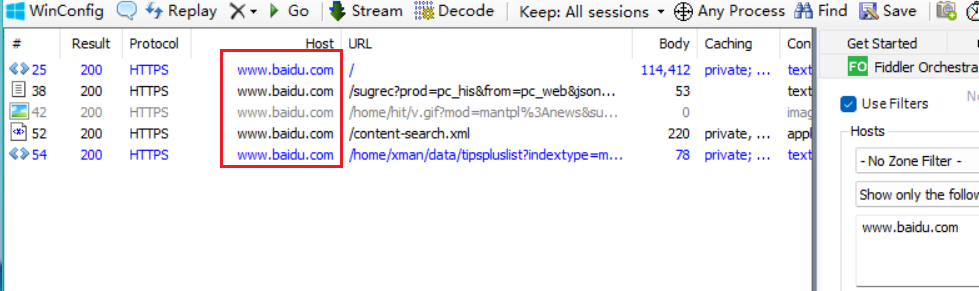 WinConfig Replay Go Stream Decode Keep: All sessions Any Process Find Save
# Result Protocol Host URL Body Caching Con
25 200 HTTPS www.baidu.com / 114,412 private; ... text
38 200 HTTPS www.baidu.com /sugrec?prod=pc_his&from=pc_web&json... 53 text
42 200 HTTPS www.baidu.com /home/hit/v.gif?mod=mantpl%3Anews&su... 0 imag
52 200 HTTPS www.baidu.com /content-search.xml 220 private, ... appl
54 200 HTTPS www.baidu.com /home/xman/data/tipspluslist?indextype=m... 78 private; ... text
Get Started
FO Fiddler Orchestra
Use Filters No
Hosts
- No Zone Filter -
Show only the follow
www.baidu.com